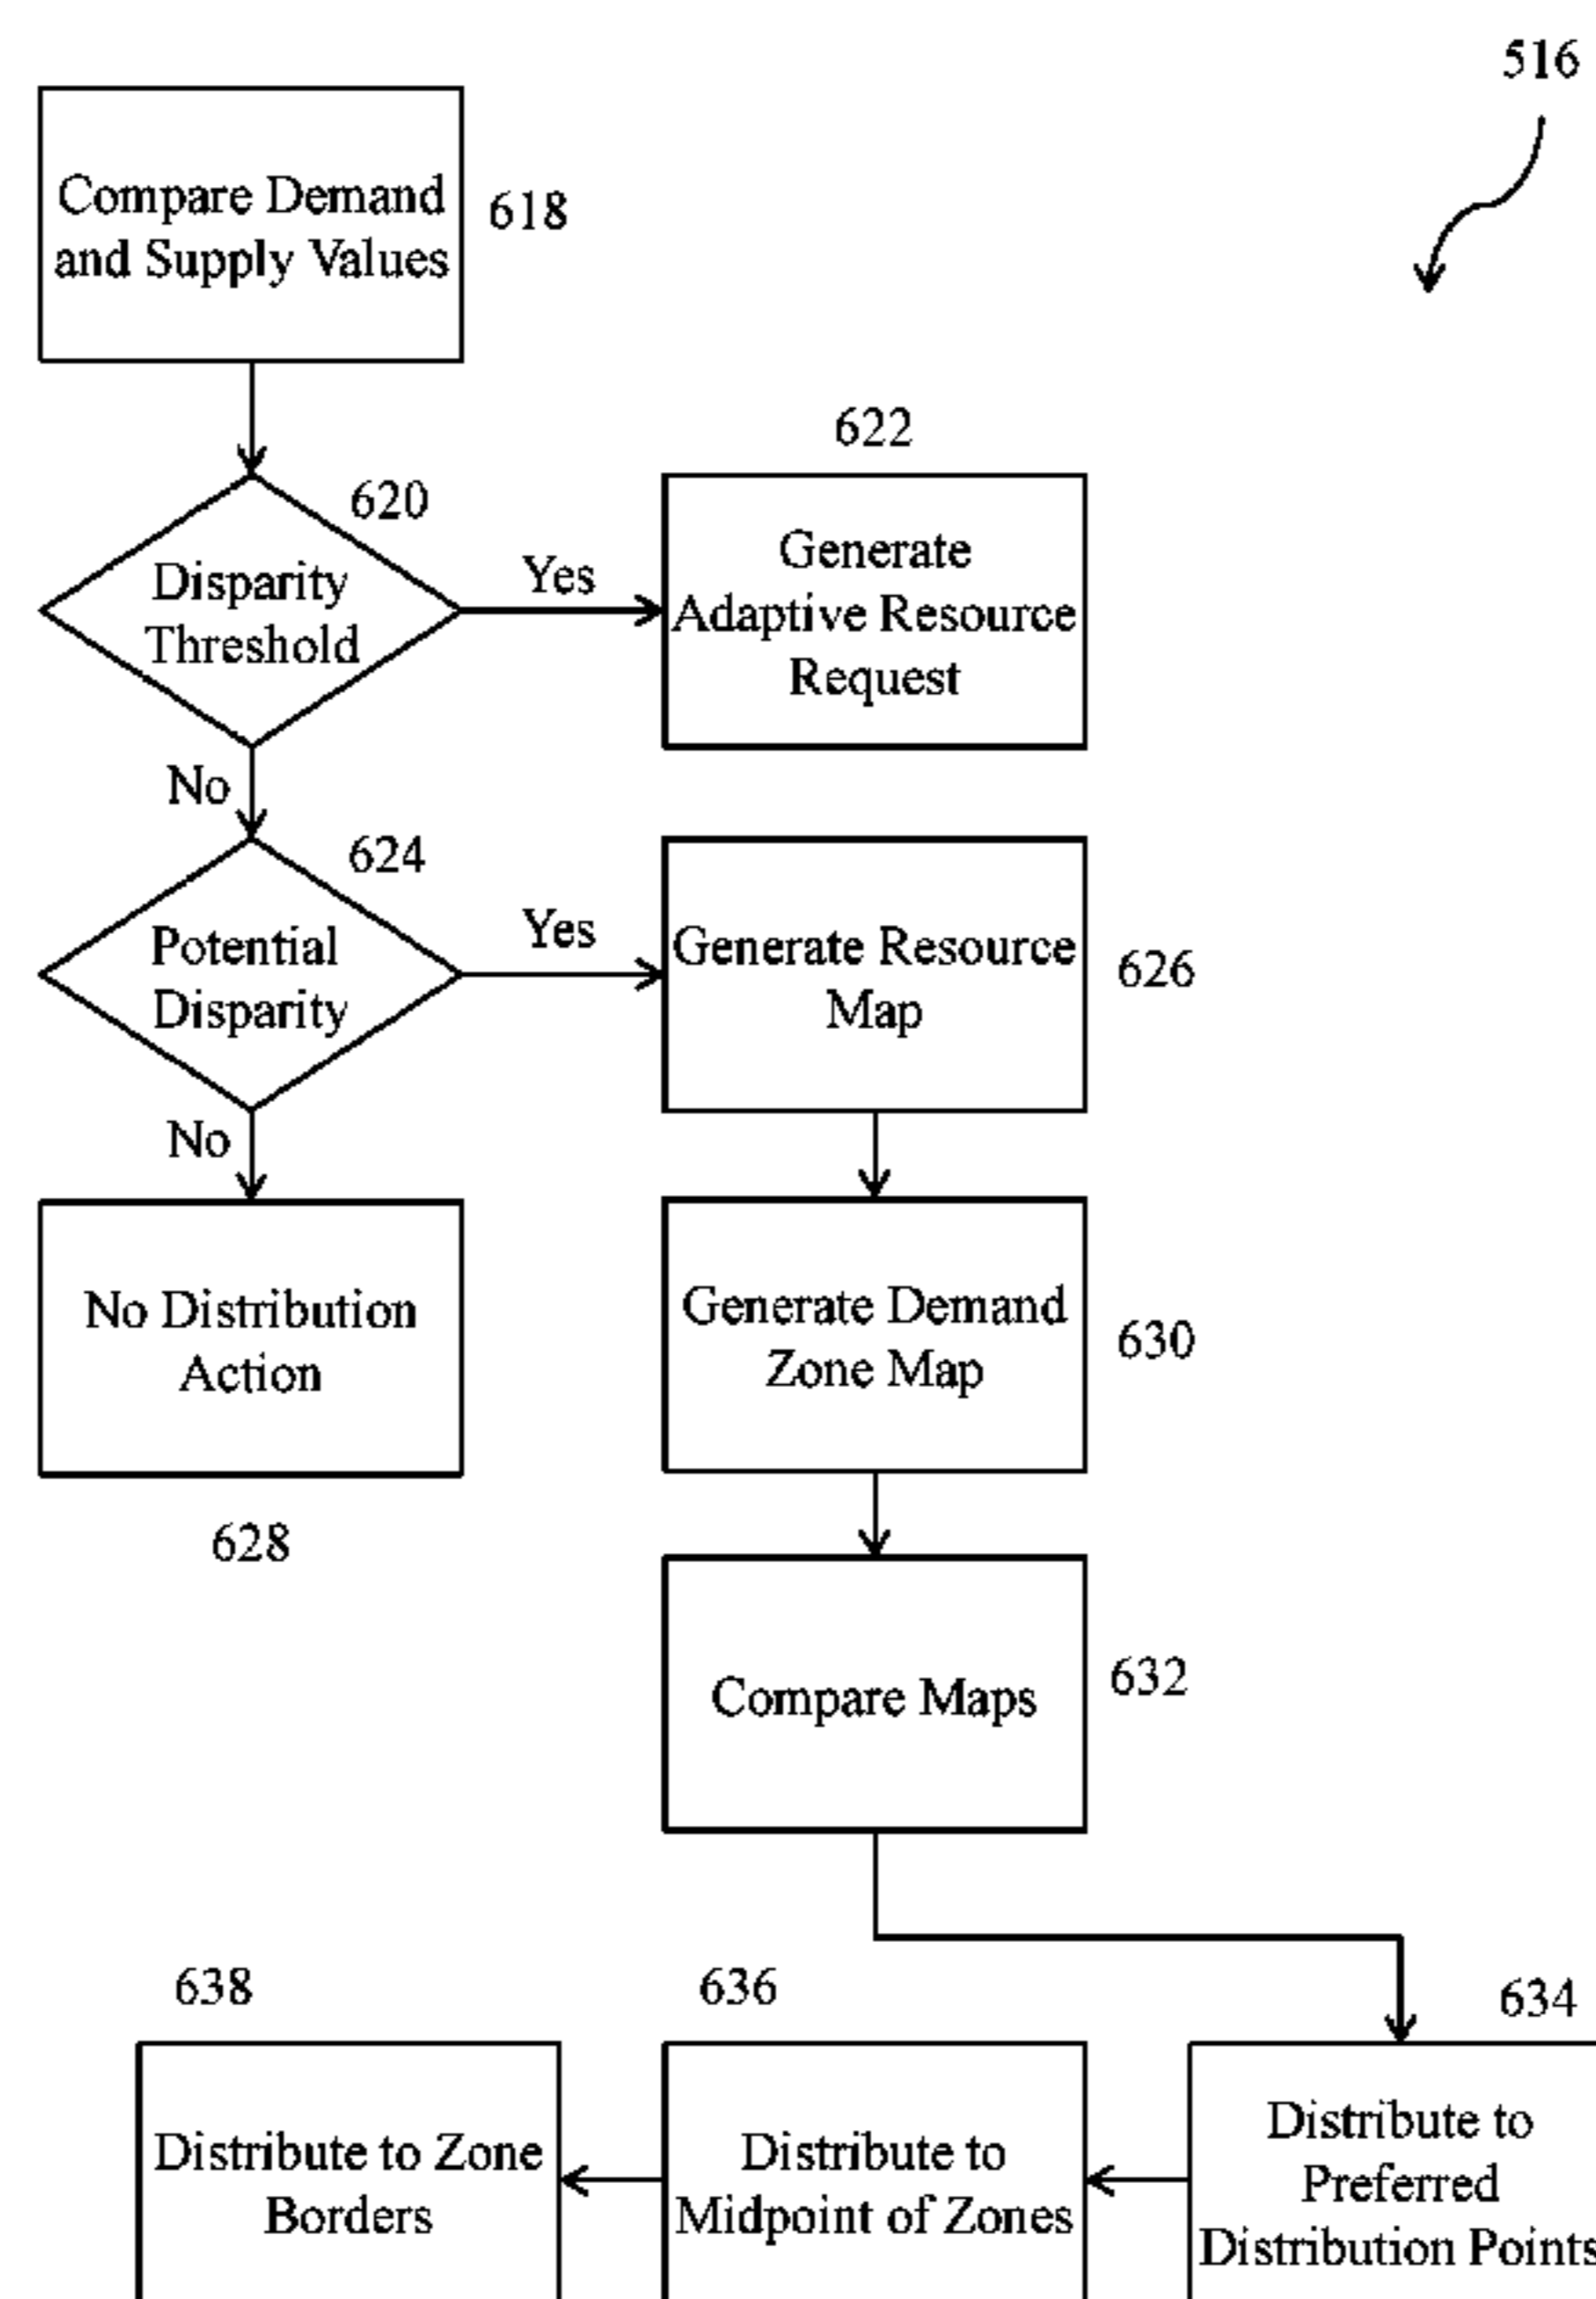 516
Compare Demand
and Supply Values
618
622
620
Disparity
Threshold
Yes
Generate
Adaptive Resource
Request
No
624
Potential
Disparity
Yes
Generate Resource
Map
626
No
No Distribution
Action
628
Generate Demand
Zone Map
630
Compare Maps
632
638
636
634
Distribute to Zone
Borders
Distribute to
Midpoint of Zones
Distribute to
Preferred
Distribution Points